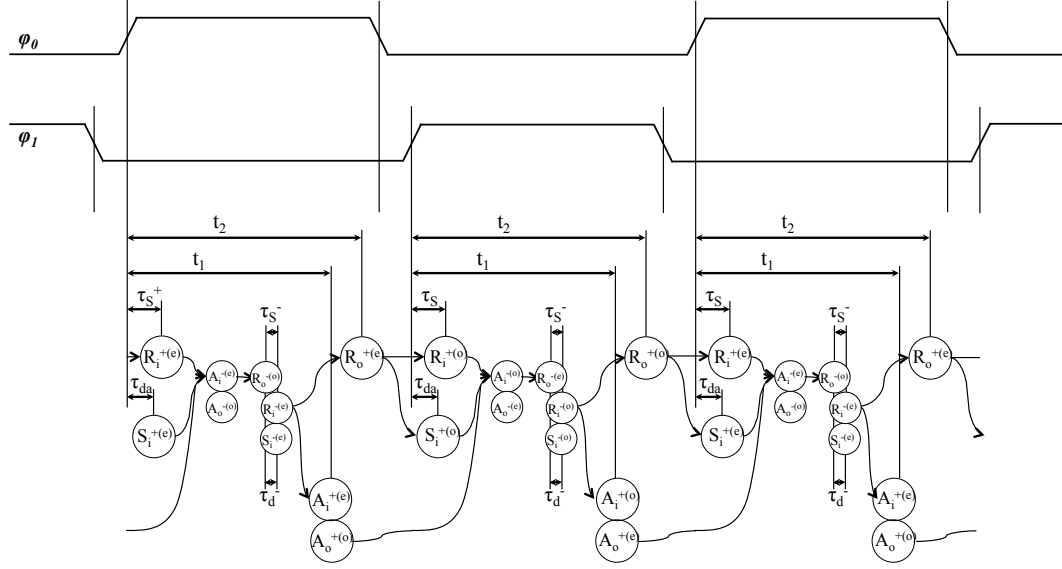 φ0
φ1
t2 t2 t2
t1 t1 t1
τS+ τS- τS τS- τS τS-
Ri+(e) Ai-(e) Ro-(o) Ro+(e) Ri+(o) Ai-(o) Ro-(e) Ro+(o) Ri+(e) Ai-(e) Ro-(o) Ro+(e)
τda Ao-(o) Ri-(e) τda Ao-(e) Ri-(o) τda Ao-(o) Ri-(e)
Si+(e) Si-(e) Si+(o) Si-(o) Si+(e) Si-(e)
τd- τd- τd-
Ai+(e) Ai+(o) Ai+(e)
Ao+(o) Ao+(e) Ao+(o)